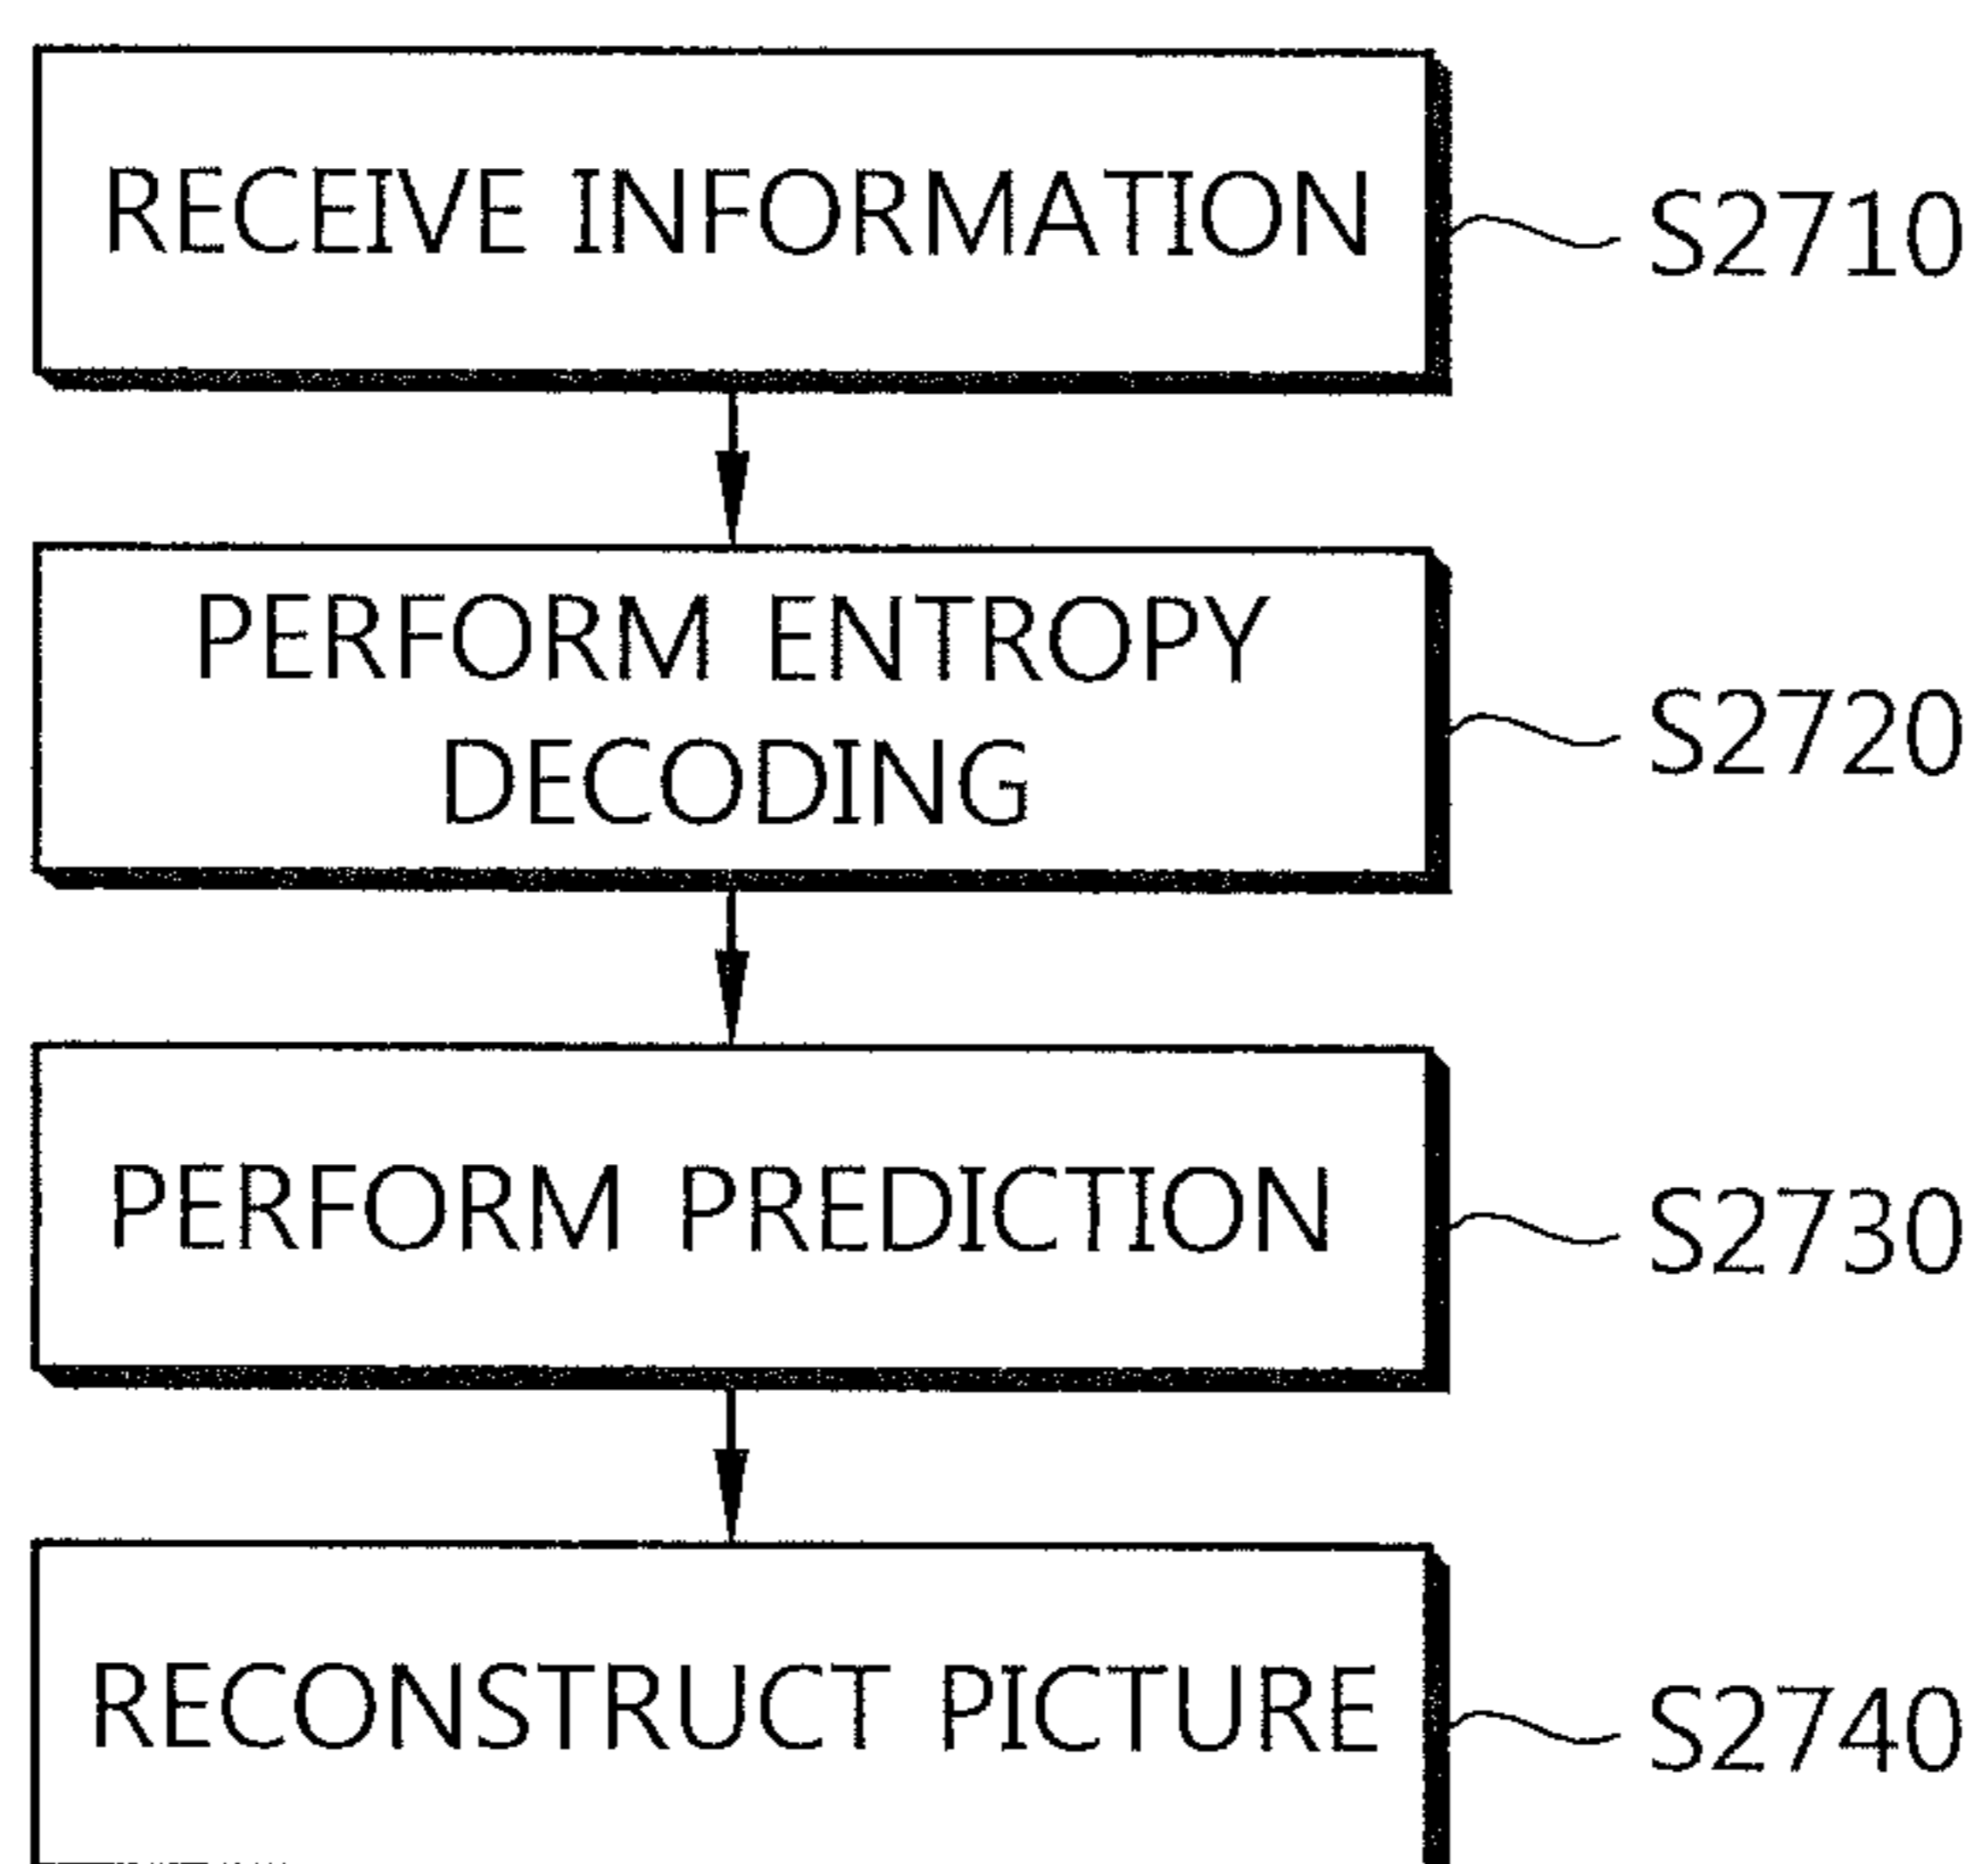 RECEIVE INFORMATION
S2710
PERFORM ENTROPY
DECODING
S2720
PERFORM PREDICTION
S2730
RECONSTRUCT PICTURE
S2740